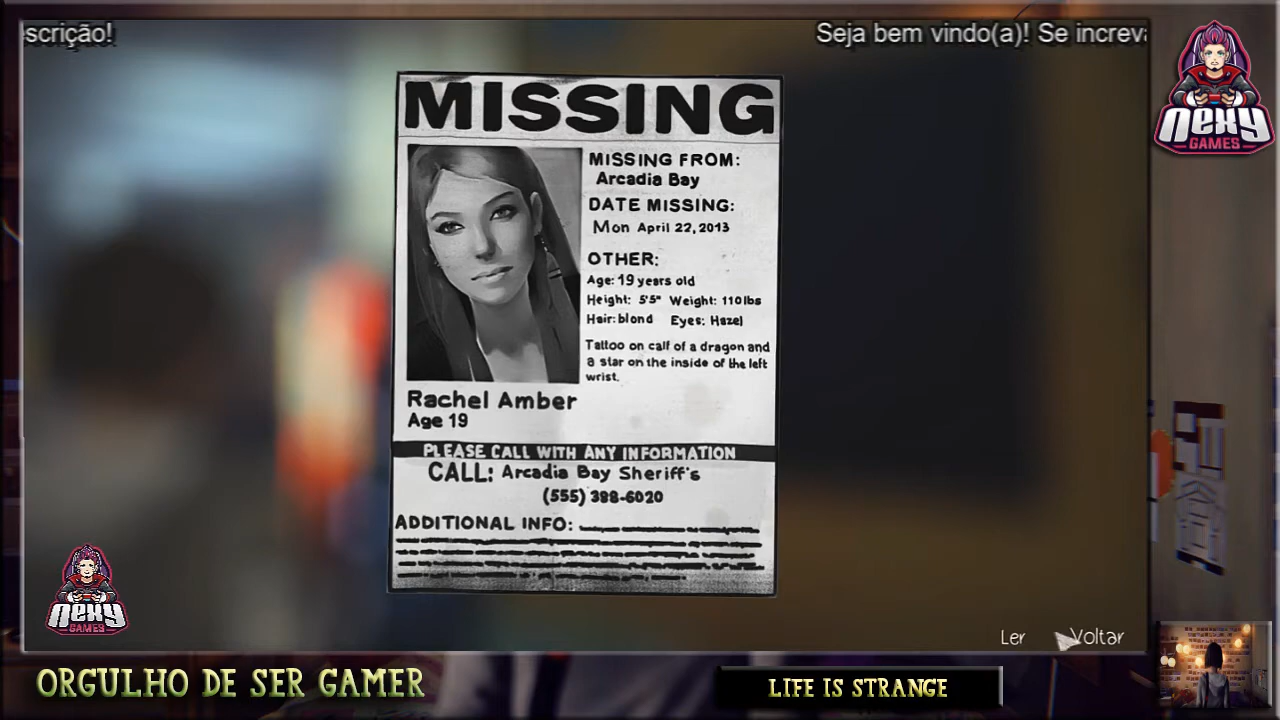 scrição!
Seja bem vindo(a)! Se increva
NEXY
GAMES
MISSING
MISSING FROM:
Arcadia Bay
DATE MISSING:
Mon April 22, 2013
OTHER:
Age: 19 years old
Height: 5'5" Weight: 110lbs
Hair: blond Eyes: Hazel
Tattoo on calf of a dragon and
a star on the inside of the left
wrist.
Rachel Amber
Age 19
PLEASE CALL WITH ANY INFORMATION
CALL: Arcadia Bay Sheriff's
(555) 398-6020
ADDITIONAL INFO:
NEXY
GAMES
Ler
Voltar
ORGULHO DE SER GAMER
LIFE IS STRANGE